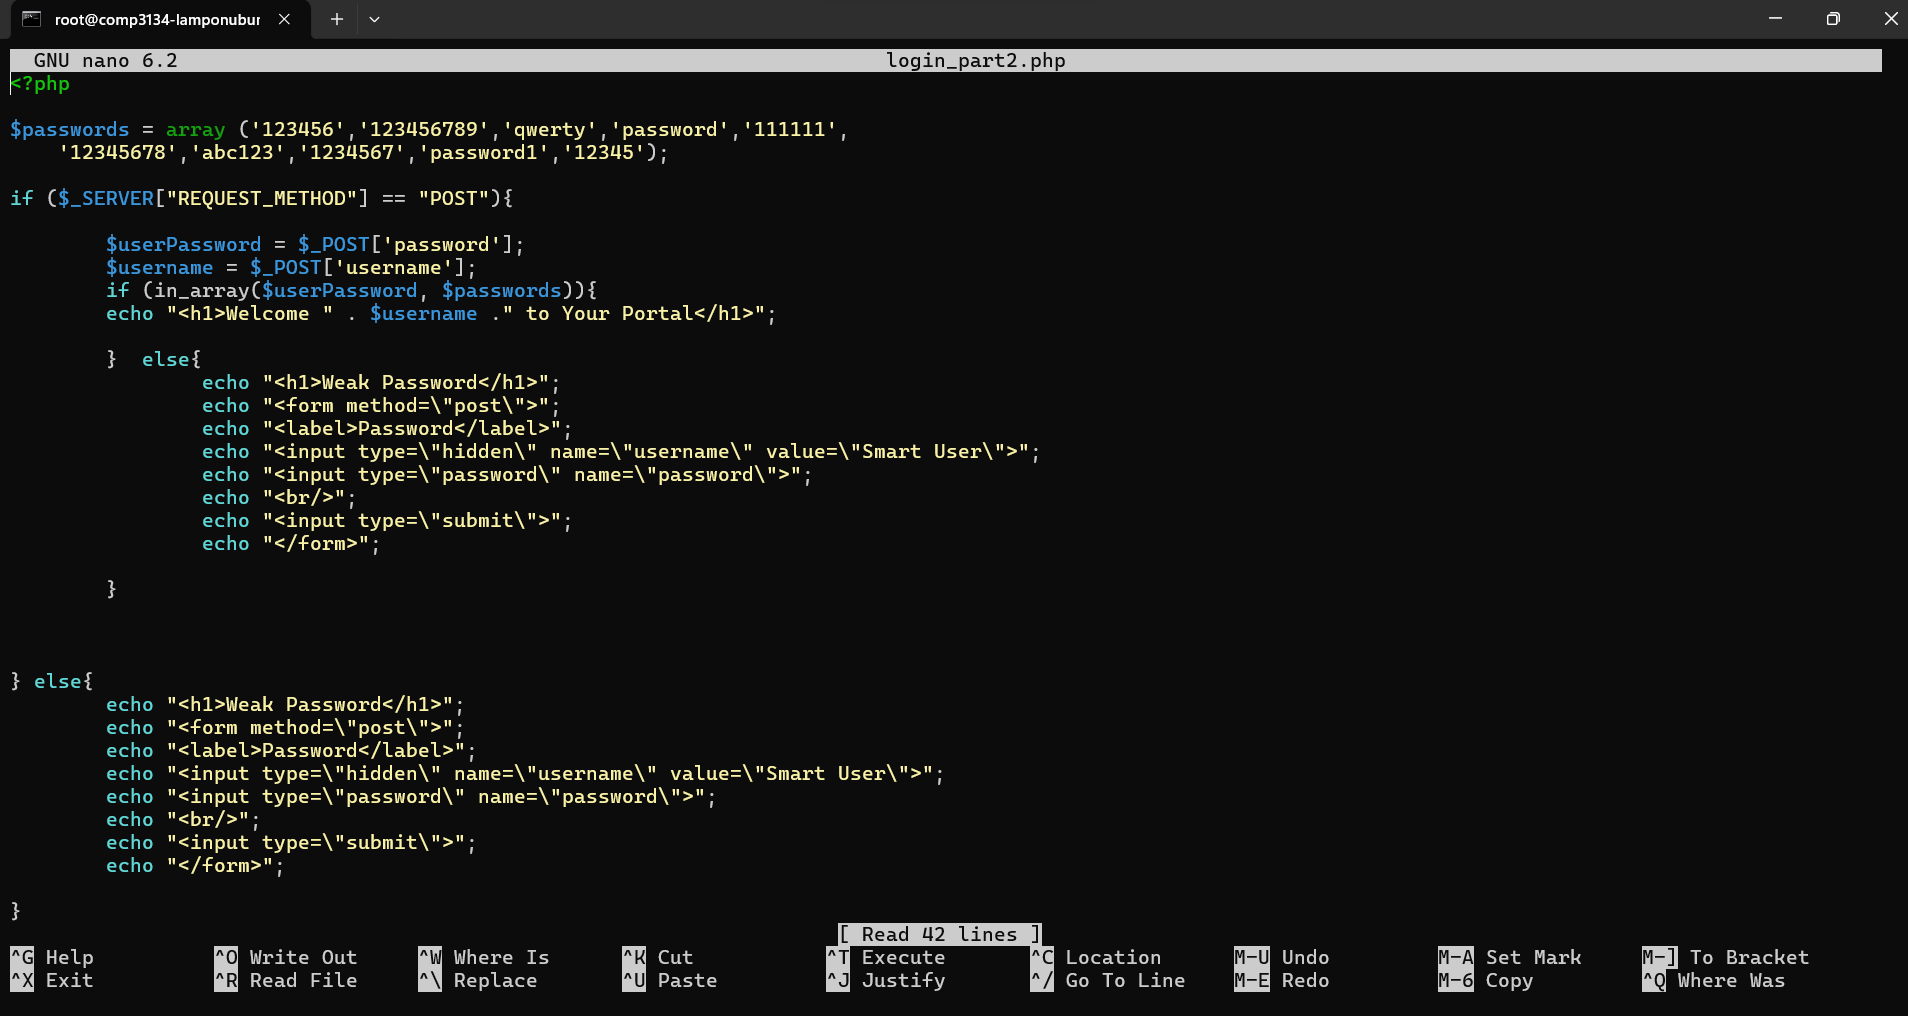 root@comp3134-lamponubur
GNU nano 6.2 login_part2.php
<?php
$passwords = array ('123456','123456789','qwerty','password','111111',
'12345678','abc123','1234567','password1','12345');
if ($_SERVER["REQUEST_METHOD"] == "POST"){
$userPassword = $_POST['password'];
$username = $_POST['username'];
if (in_array($userPassword, $passwords)){
echo "<h1>Welcome " . $username ." to Your Portal</h1>";
} else{
echo "<h1>Weak Password</h1>";
echo "<form method=\"post\">";
echo "<label>Password</label>";
echo "<input type=\"hidden\" name=\"username\" value=\"Smart User\">";
echo "<input type=\"password\" name=\"password\">";
echo "<br/>";
echo "<input type=\"submit\">";
echo "</form>";
}
} else{
echo "<h1>Weak Password</h1>";
echo "<form method=\"post\">";
echo "<label>Password</label>";
echo "<input type=\"hidden\" name=\"username\" value=\"Smart User\">";
echo "<input type=\"password\" name=\"password\">";
echo "<br/>";
echo "<input type=\"submit\">";
echo "</form>";
}
[ Read 42 lines ]
^G Help ^O Write Out ^W Where Is ^K Cut ^T Execute ^C Location M-U Undo M-A Set Mark M-] To Bracket
^X Exit ^R Read File ^\ Replace ^U Paste ^J Justify ^/ Go To Line M-E Redo M-6 Copy ^Q Where Was